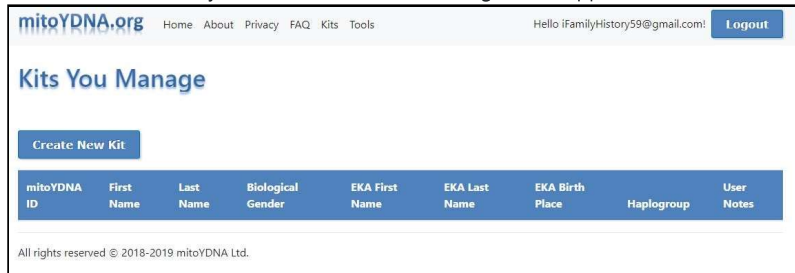 mitoYDNA.org Home About Privacy FAQ Kits Tools Hello iFamilyHistory59@gmail.com! Logout
Kits You Manage
Create New Kit
mitoYDNA ID First Name Last Name Biological Gender EKA First Name EKA Last Name EKA Birth Place Haplogroup User Notes
All rights reserved © 2018-2019 mitoYDNA Ltd.